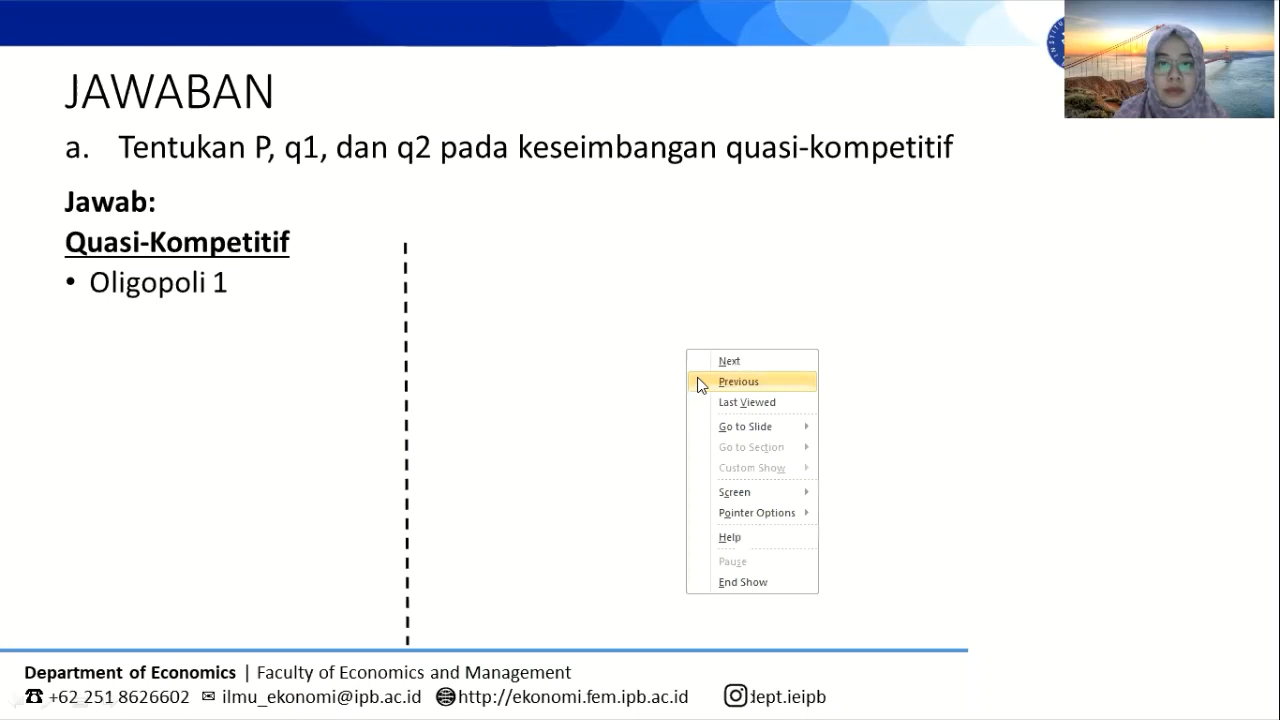 JAWABAN
a. Tentukan P, q1, dan q2 pada keseimbangan quasi-kompetitif
Jawab:
Quasi-Kompetitif
• Oligopoli 1
Next
Previous
Last Viewed
Go to Slide
Go to Section
Custom Show
Screen
Pointer Options
Help
Pause
End Show
Department of Economics | Faculty of Economics and Management
+62 251 8626602 ilmu_ekonomi@ipb.ac.id http://ekonomi.fem.ipb.ac.id dept.ieipb